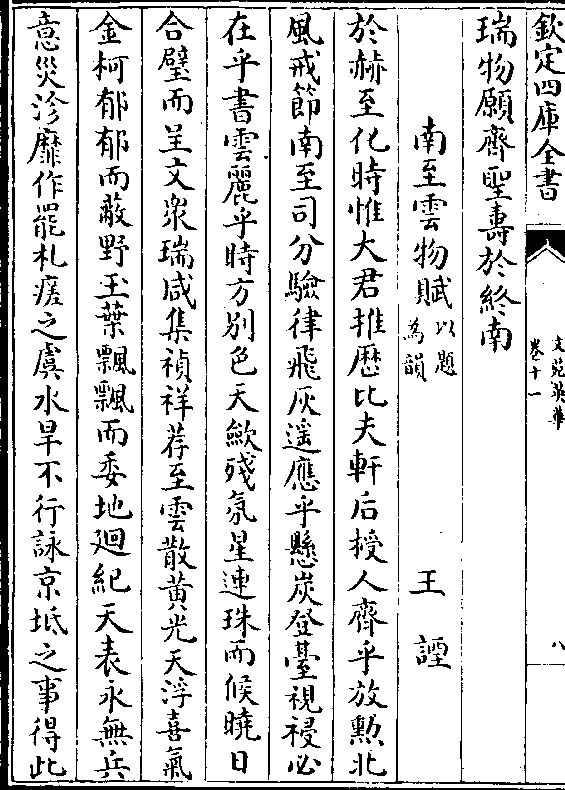 欽定四庫全書
文苑英華
卷十一
八
瑞物願齊聖壽於終南
南至雲物賦以題為韻
王諲
於赫至化時惟大君推厯比夫軒后授人齊乎放勲北
風戒節南至司分驗律飛灰遥應乎懸炭登䑓視祲必
在乎書雲麗乎時方别色天歛殘氛星連珠而候曉日
合璧而呈文衆瑞咸集禎祥荐至雲散黄光天浮喜氣
金柯郁郁而蔽野玉葉飄飄而委地廻紀天表永無兵
意災沴靡作罷札瘥之虞水旱不行詠京坻之事得此